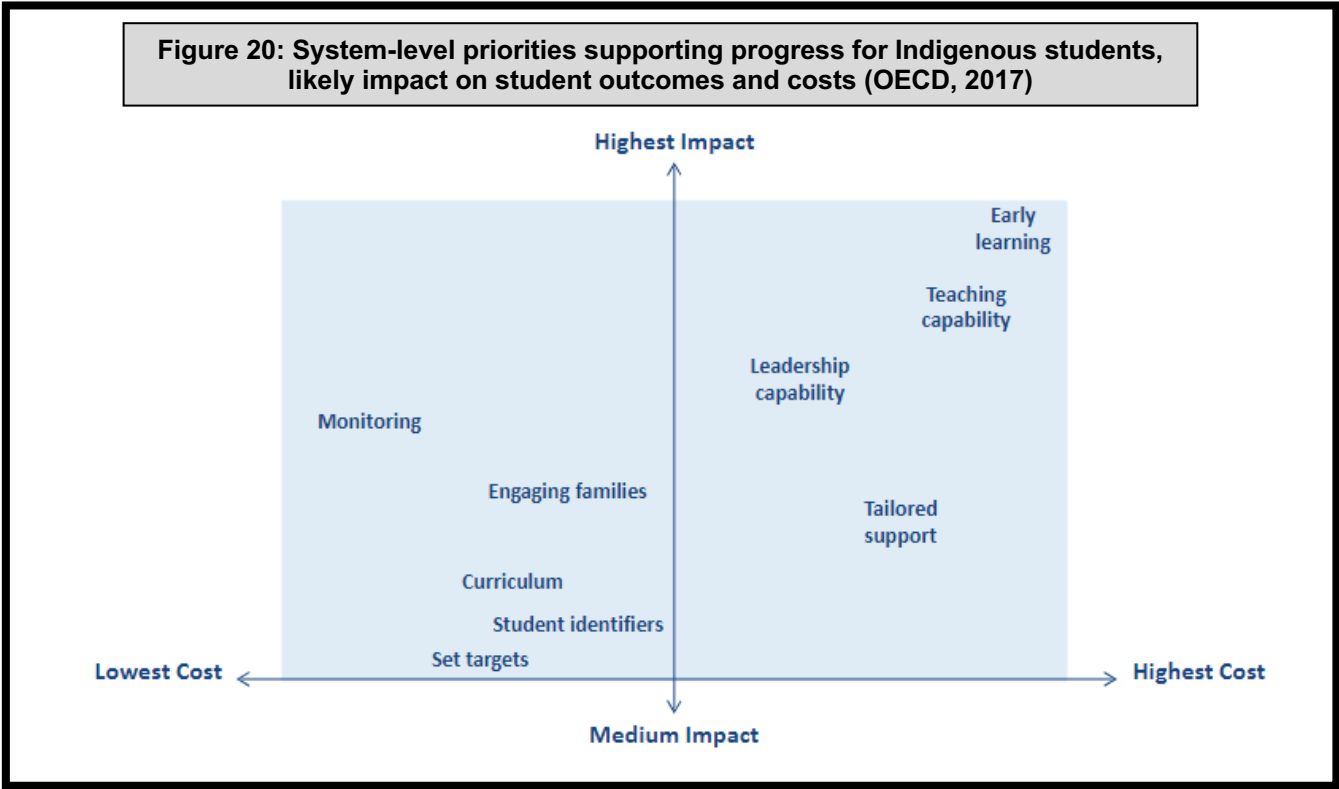 Figure 20: System-level priorities supporting progress for Indigenous students,
likely impact on student outcomes and costs (OECD, 2017)
Highest Impact
Early
learning
Teaching
capability
Leadership
capability
Monitoring
Engaging families
Tailored
support
Curriculum
Student identifiers
Set targets
Lowest Cost
Highest Cost
Medium Impact